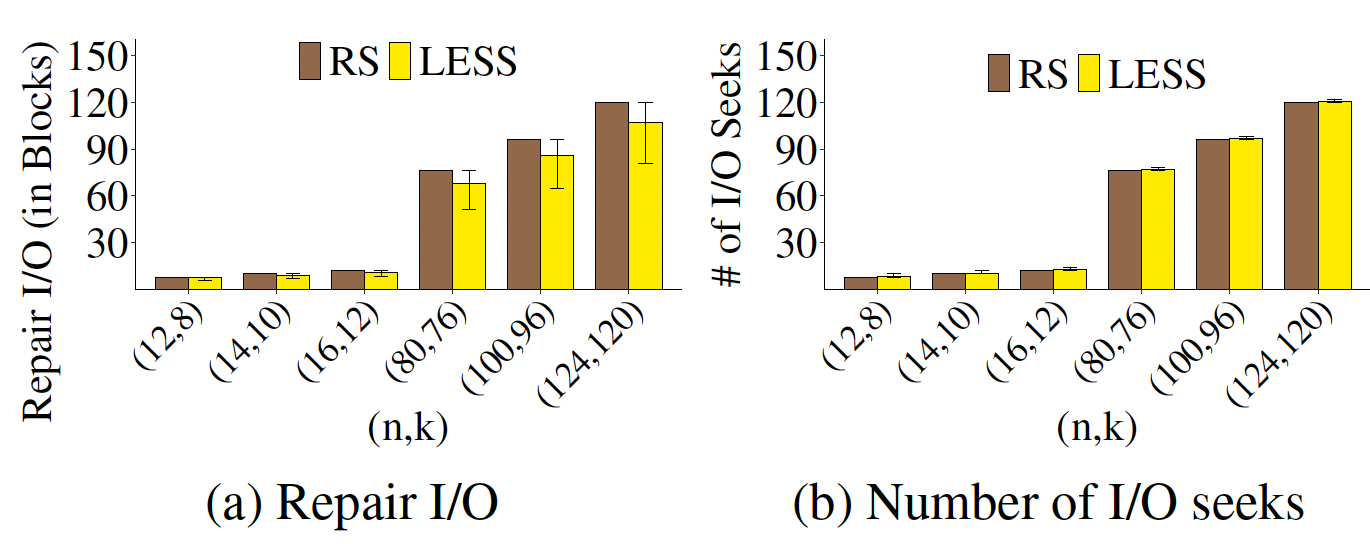 Repair I/O (in Blocks)
150
120
90
60
30
RS LESS
(12,8)
(14,10)
(16,12)
(80,76)
(100,96)
(124,120)
(n,k)
(a) Repair I/O
# of I/O Seeks
150
120
90
60
30
RS LESS
(12,8)
(14,10)
(16,12)
(80,76)
(100,96)
(124,120)
(n,k)
(b) Number of I/O seeks